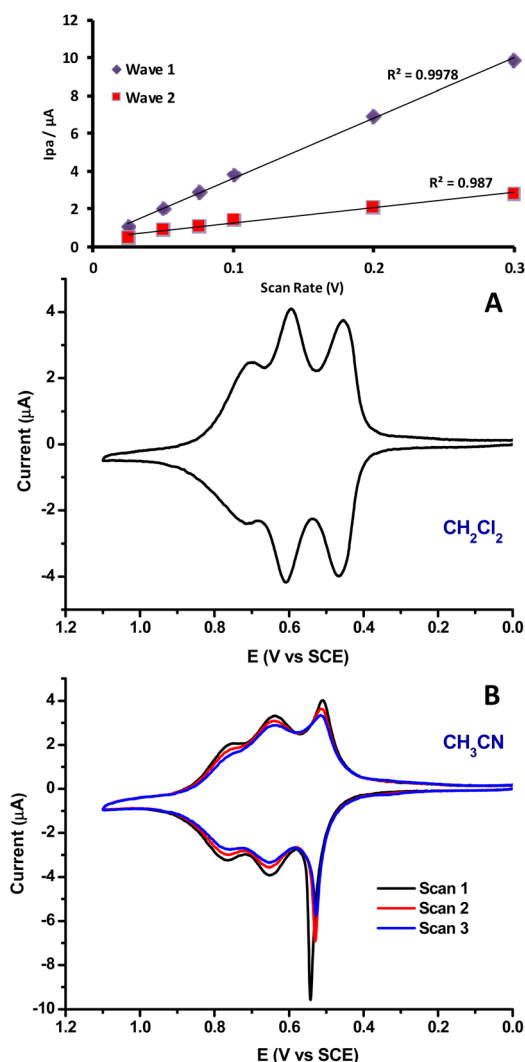 12
10
8
6
4
2
0
Ipa / µA
Wave 1
Wave 2
R² = 0.9978
R² = 0.987
0
0.1
0.2
0.3
Scan Rate (V)
A
4
2
0
-2
-4
Current (µA)
CH₂Cl₂
1.2 1.0 0.8 0.6 0.4 0.2 0.0
E (V vs SCE)
B
4
2
0
-2
-4
-6
-8
-10
Current (µA)
CH₃CN
Scan 1
Scan 2
Scan 3
1.2 1.0 0.8 0.6 0.4 0.2 0.0
E (V vs SCE)